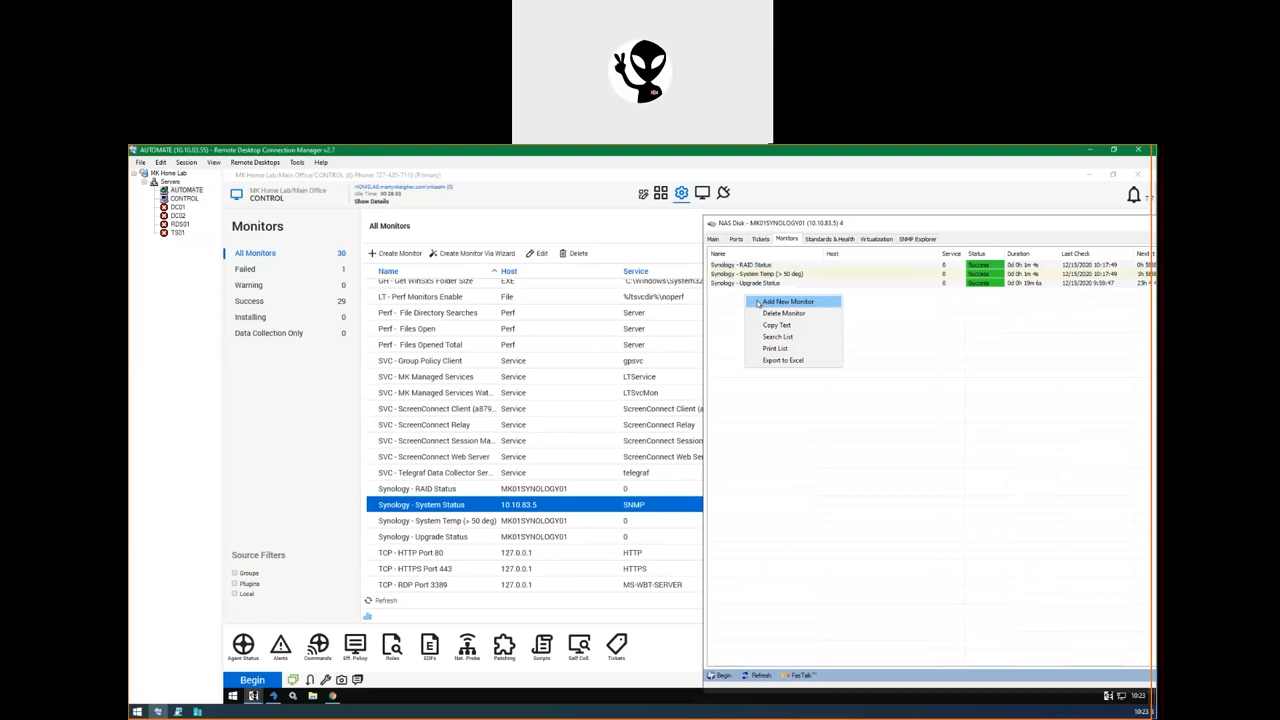 AUTOMATE (10.10.83.55) - Remote Desktop Connection Manager v2.7
File Edit Session View Remote Desktops Tools Help
MK Home Lab
Servers
AUTOMATE
CONTROL
DC01
DC02
RDS01
TS01
MK Home Lab/Main Office/CONTROL (6) Phone: 727-420-7110 (Primary)
MK Home Lab/Main Office
CONTROL
Idle Time: 00:28:03
Show Details
Monitors
All Monitors 30
Failed 1
Warning 0
Success 29
Installing 0
Data Collection Only 0
Source Filters
Groups
Plugins
Local
All Monitors
Create Monitor Create Monitor Via Wizard Edit Delete
Name Host Service
GH - Get WinSXS Folder Size EXE "C:\Windows\System32
LT - Perf Monitors Enable File %ltsvcdir%\noperf
Perf - File Directory Searches Perf Server
Perf - Files Open Perf Server
Perf - Files Opened Total Perf Server
SVC - Group Policy Client Service gpsvc
SVC - MK Managed Services Service LTService
SVC - MK Managed Services Wat... Service LTSvcMon
SVC - ScreenConnect Client (a879... Service ScreenConnect Client (a
SVC - ScreenConnect Relay Service ScreenConnect Relay
SVC - ScreenConnect Session Ma... Service ScreenConnect Session
SVC - ScreenConnect Web Server Service ScreenConnect Web Se
SVC - Telegraf Data Collector Ser... Service telegraf
Synology - RAID Status MK01SYNOLOGY01 0
Synology - System Status 10.10.83.5 SNMP
Synology - System Temp (> 50 deg) MK01SYNOLOGY01 0
Synology - Upgrade Status MK01SYNOLOGY01 0
TCP - HTTP Port 80 127.0.0.1 HTTP
TCP - HTTPS Port 443 127.0.0.1 HTTPS
TCP - RDP Port 3389 127.0.0.1 MS-WBT-SERVER
Refresh
Agent Status Alerts Commands Eff. Policy Roles EDFs Net. Probe Patching Scripts Self Coll. Tickets
Begin
NAS Disk - MK01SYNOLOGY01 (10.10.83.5) 4
Main Ports Tickets Monitors Standards & Health Virtualization SNMP Explorer
Name Host Service Status Duration Last Check Next
Synology - RAID Status 0 Success 0d 0h 1m 4s 12/15/2020 10:17:49
Synology - System Temp (> 50 deg) 0 Success 0d 0h 1m 4s 12/15/2020 10:17:49
Synology - Upgrade Status 0 Success 0d 0h 19m 6s 12/15/2020 9:59:47
Add New Monitor
Delete Monitor
Copy Text
Search List
Print List
Export to Excel
Begin Refresh FasTalk™
10:23
10:23